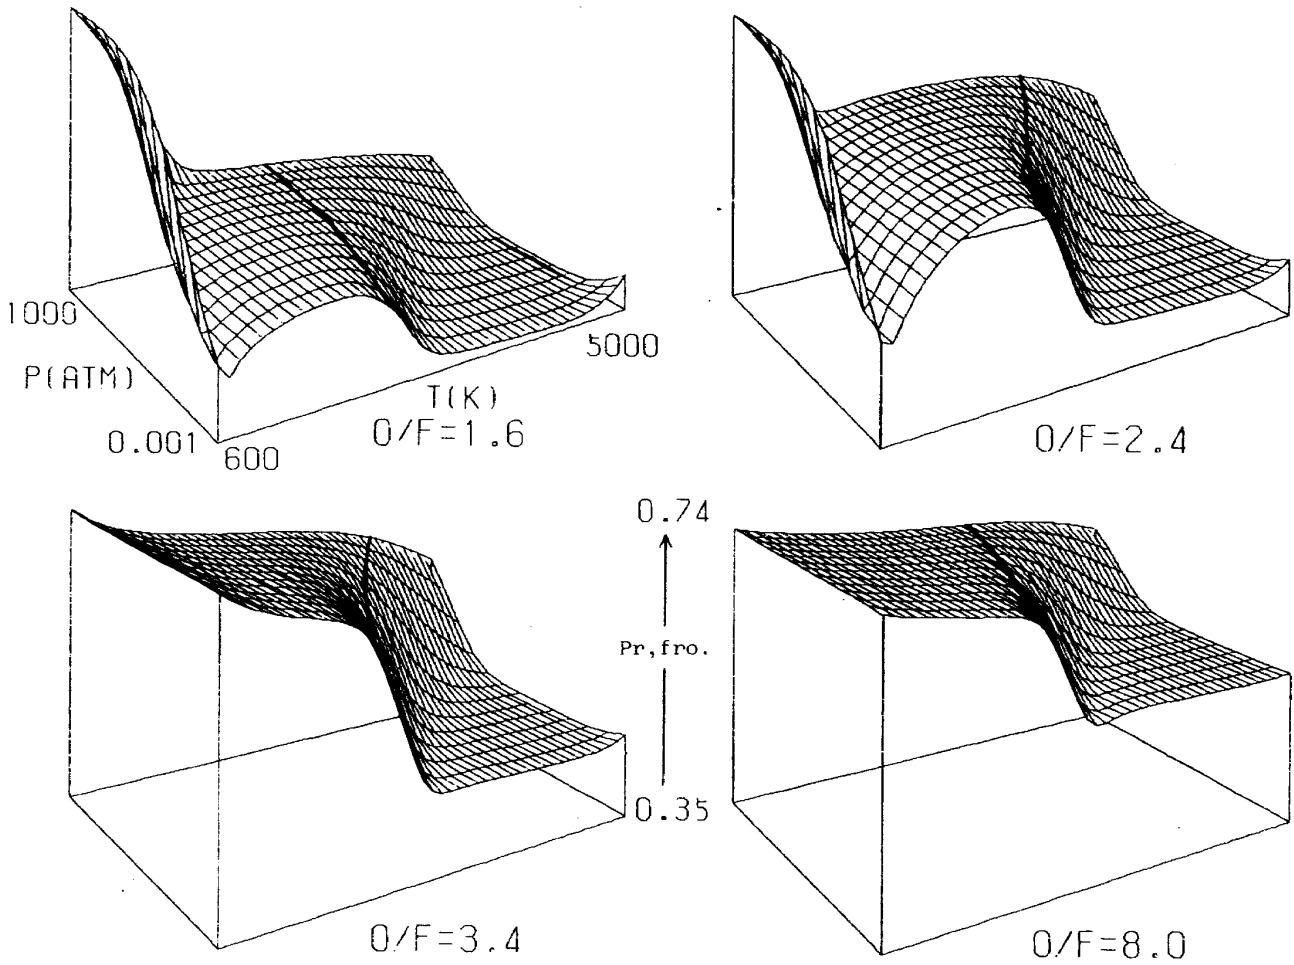 1000
P(ATM)
0.001
600
T(K)
5000
O/F=1.6
O/F=2.4
0.74
Pr,fro.
0.35
O/F=3.4
O/F=8.0